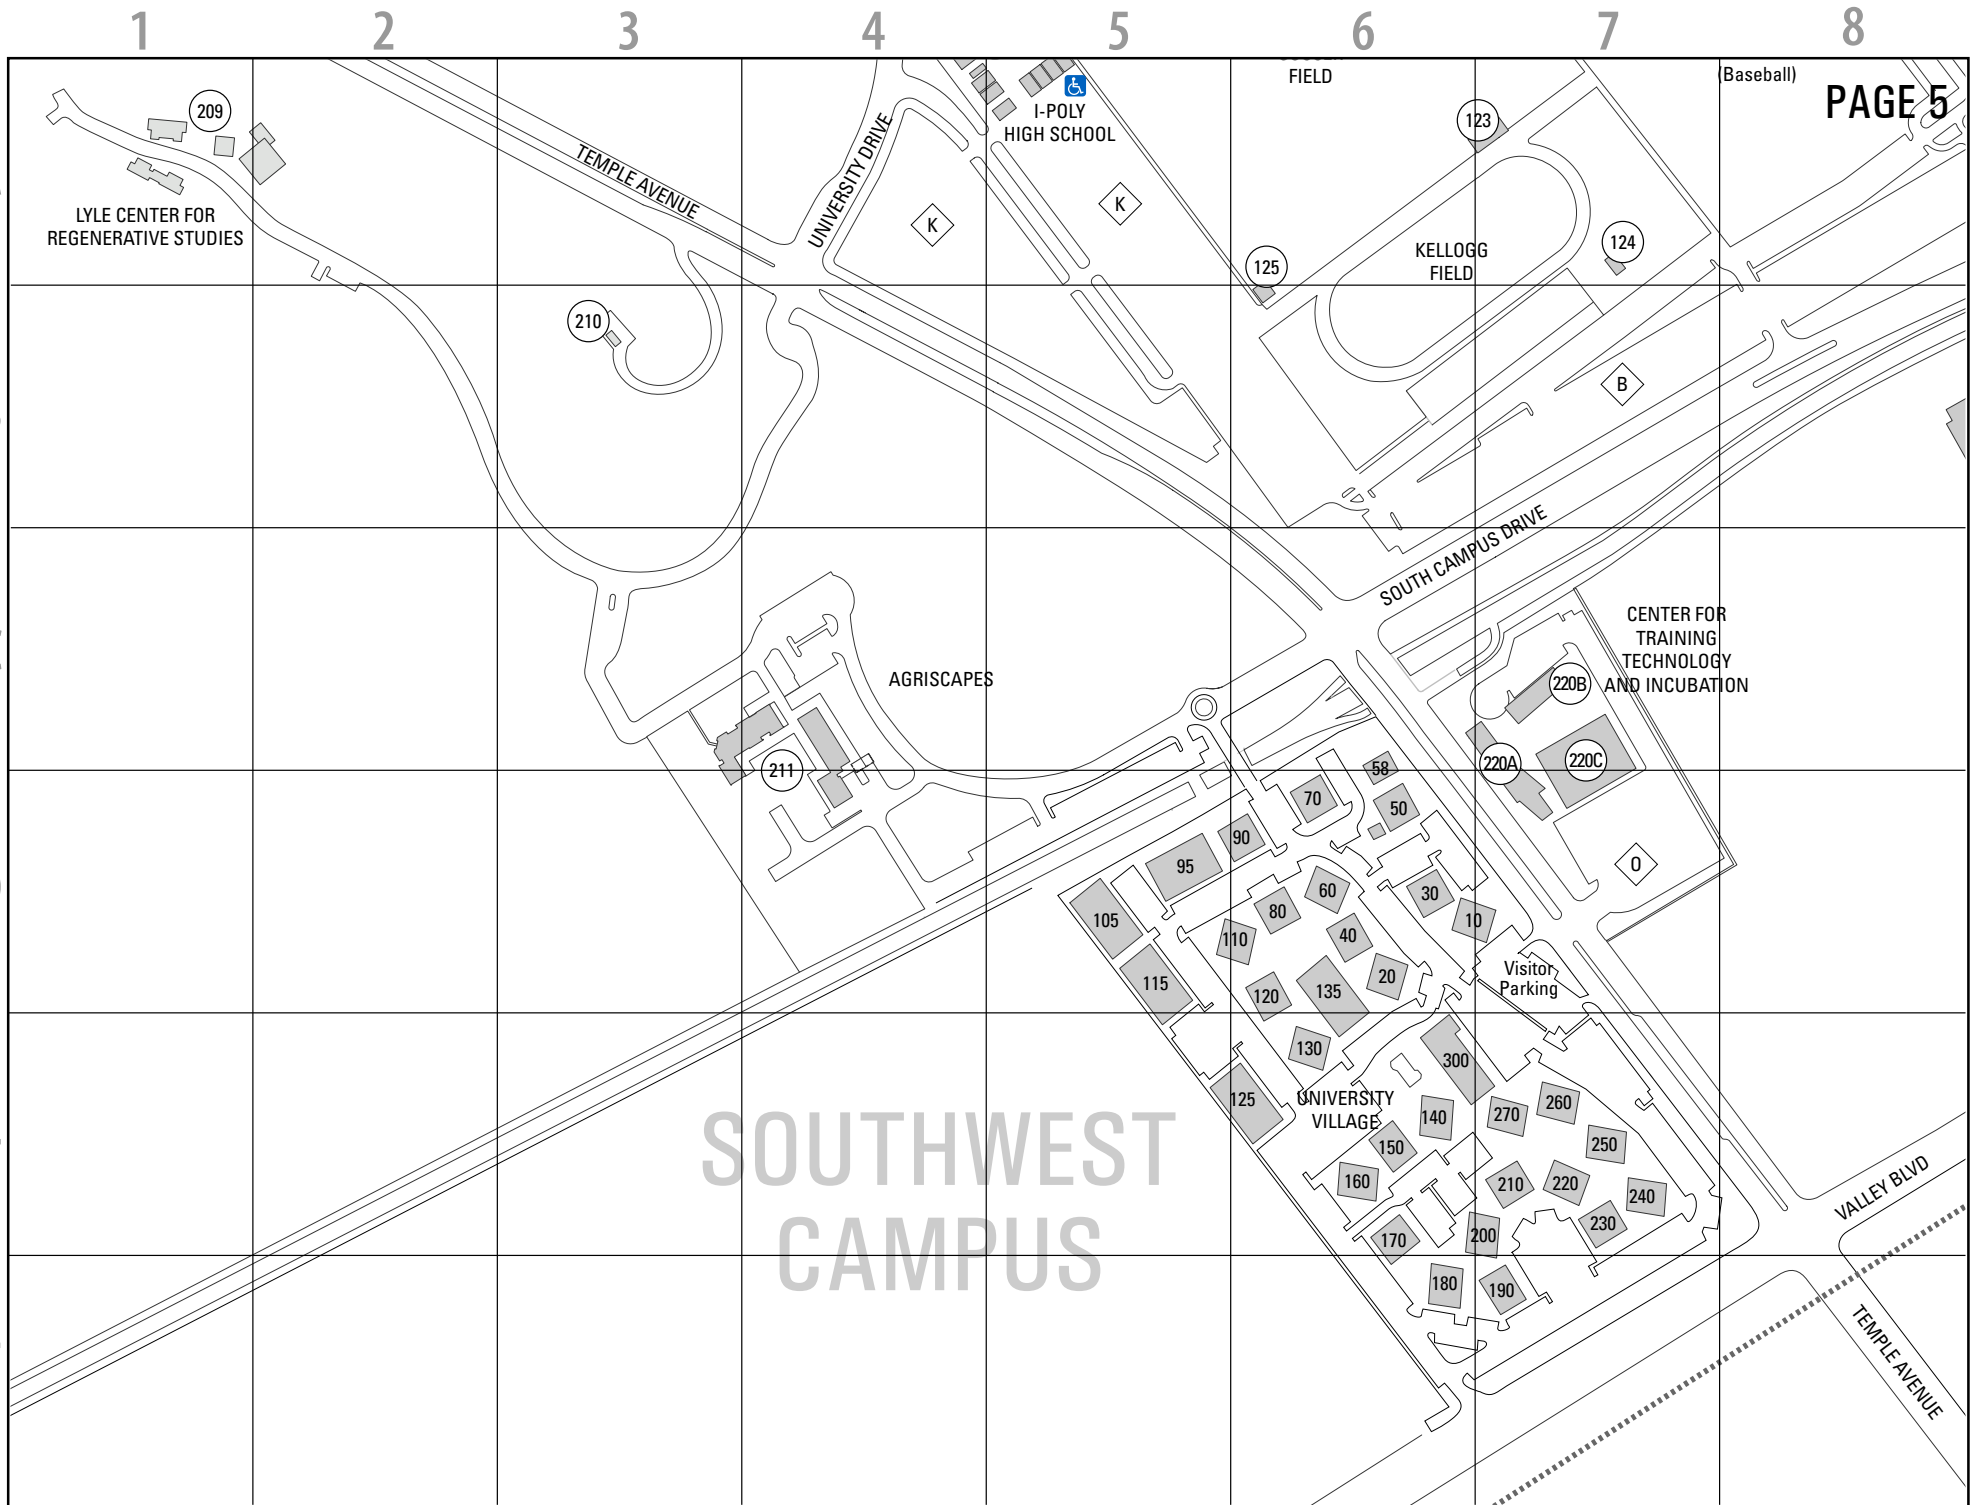 1 2 3 4 5 6 7 8
FIELD
(Baseball)
PAGE 5
209
I-POLY
HIGH SCHOOL
123
TEMPLE AVENUE
UNIVERSITY DRIVE
K
K
LYLE CENTER FOR
REGENERATIVE STUDIES
KELLOGG
FIELD
124
125
210
B
SOUTH CAMPUS DRIVE
CENTER FOR
TRAINING
TECHNOLOGY
AND INCUBATION
AGRISCAPES
220B
220A
220C
211
58
70
50
90
95
O
60
30
80
105
10
40
110
20
Visitor
Parking
115
120
135
130
300
125
UNIVERSITY
VILLAGE
140
270
260
150
250
SOUTHWEST
CAMPUS
160
210
220
240
230
170
200
180
190
VALLEY BLVD
TEMPLE AVENUE